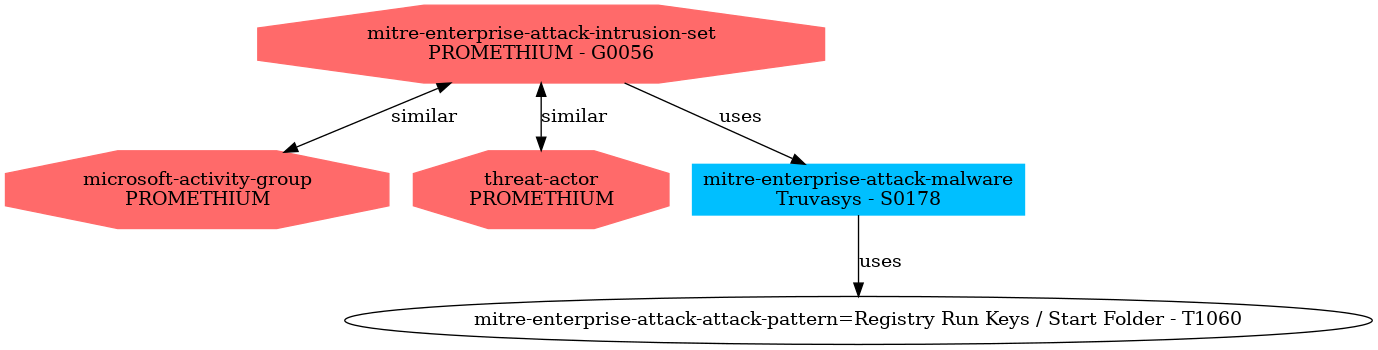 mitre-enterprise-attack-intrusion-set
PROMETHIUM - G0056
similar
similar
uses
microsoft-activity-group
PROMETHIUM
threat-actor
PROMETHIUM
mitre-enterprise-attack-malware
Truvasys - S0178
uses
mitre-enterprise-attack-attack-pattern=Registry Run Keys / Start Folder - T1060